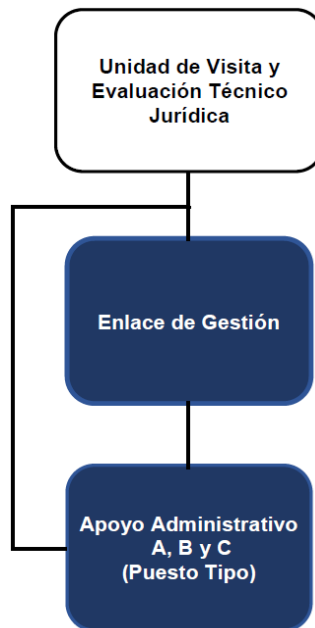 Unidad de Visita y
Evaluación Técnico
Jurídica
Enlace de Gestión
Apoyo Administrativo
A, B y C
(Puesto Tipo)